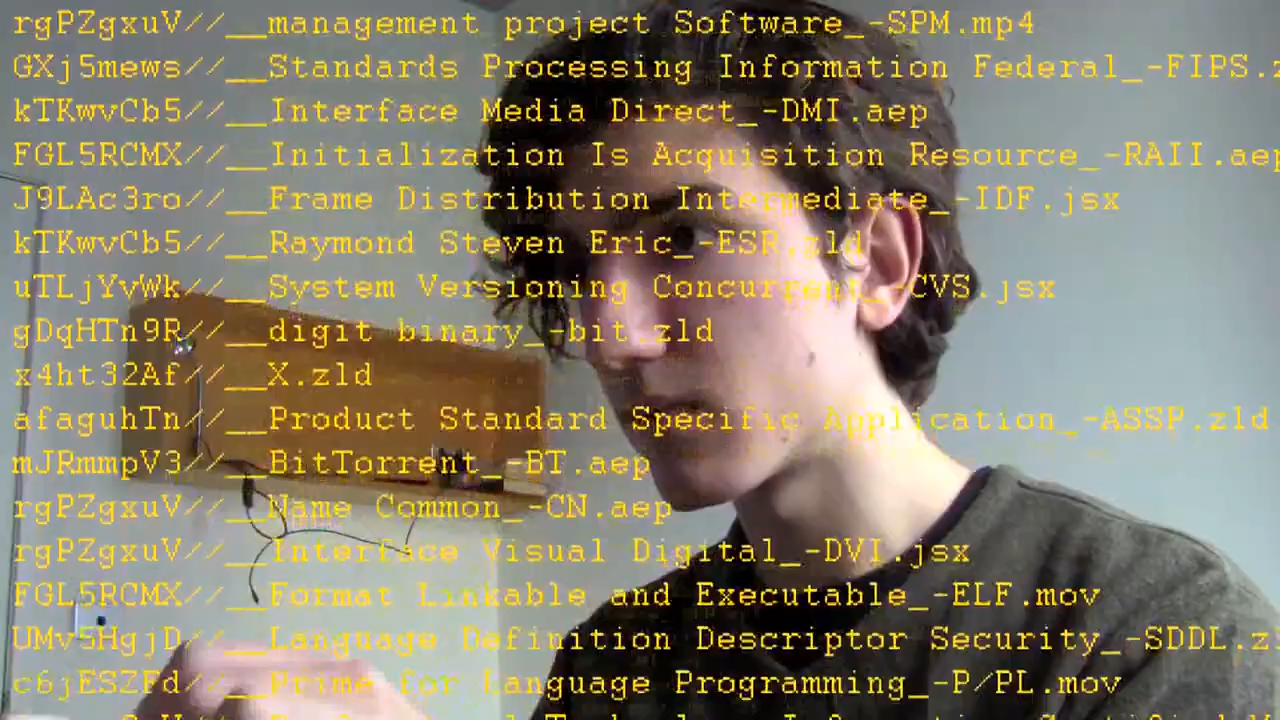 rgPZgxuV//__management project Software_-SPM.mp4
GXj5mews//__Standards Processing Information Federal_-FIPS.z
kTKwvCb5//__Interface Media Direct_-DMI.aep
FGL5RCMX//__Initialization Is Acquisition Resource_-RAII.aep
J9LAc3ro//__Frame Distribution Intermediate_-IDF.jsx
kTKwvCb5//__Raymond Steven Eric_-ESR.zld
uTLjYvWk//__System Versioning Concurrent_-CVS.jsx
gDqHTn9R//__digit binary_-bit.zld
x4ht32Af//__X.zld
afaguhTn//__Product Standard Specific Application_-ASSP.zld
mJRmmpV3//__BitTorrent_-BT.aep
rgPZgxuV//__Name Common_-CN.aep
rgPZgxuV//__Interface Visual Digital_-DVI.jsx
FGL5RCMX//__Format Linkable and Executable_-ELF.mov
UMv5HgjD//__Language Definition Descriptor Security_-SDDL.z
c6jESZFd//__Prime for Language Programming_-P/PL.mov